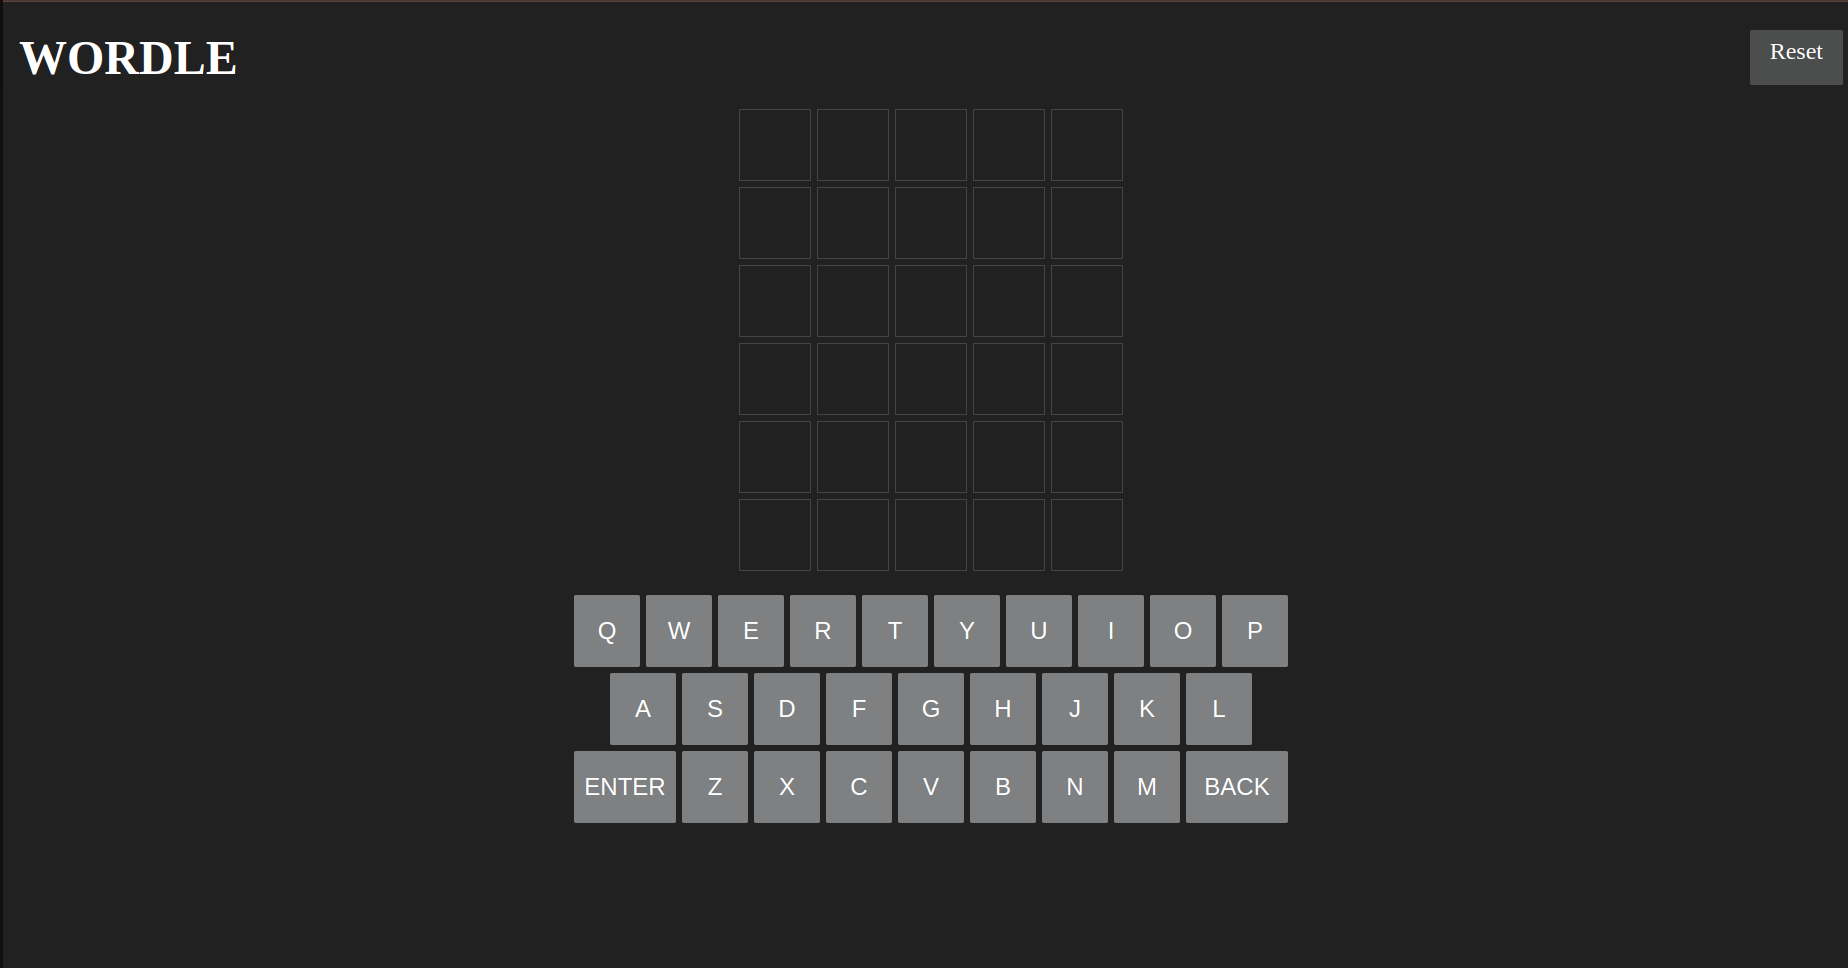 WORDLE
Reset
Q W E R T Y U I O P
A S D F G H J K L
ENTER Z X C V B N M BACK